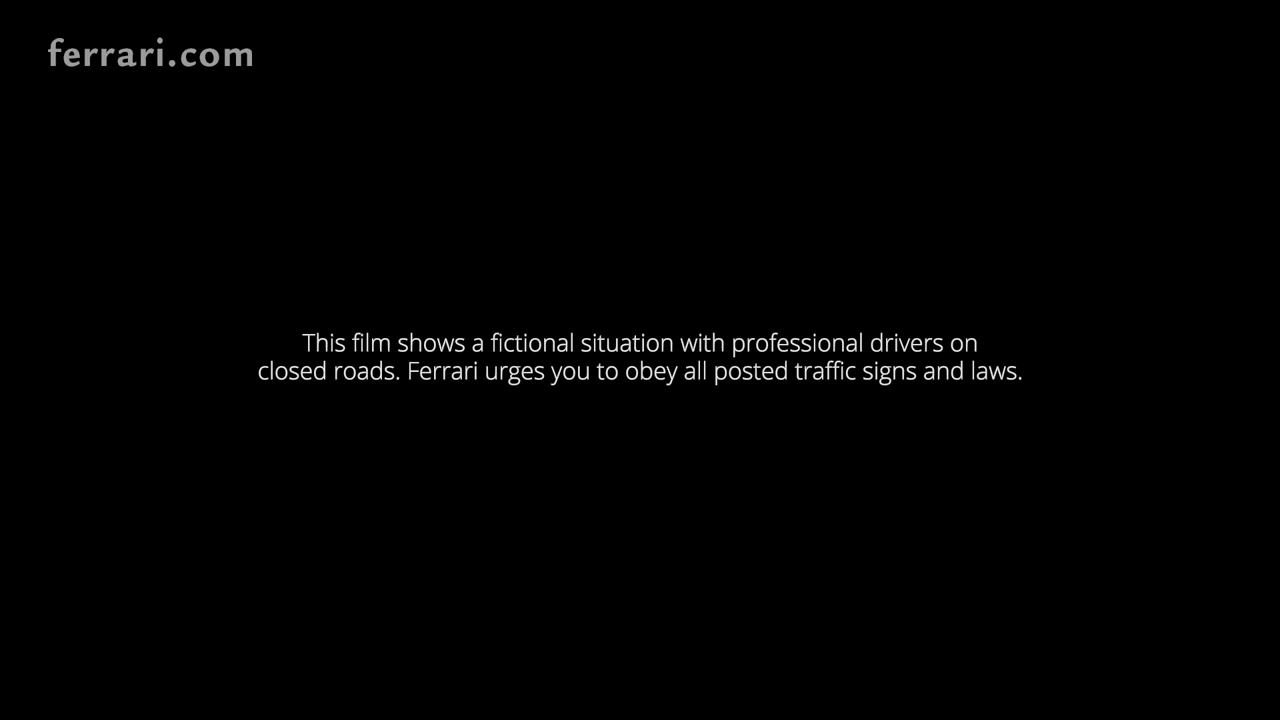 ferrari.com
This film shows a fictional situation with professional drivers on
closed roads. Ferrari urges you to obey all posted traffic signs and laws.